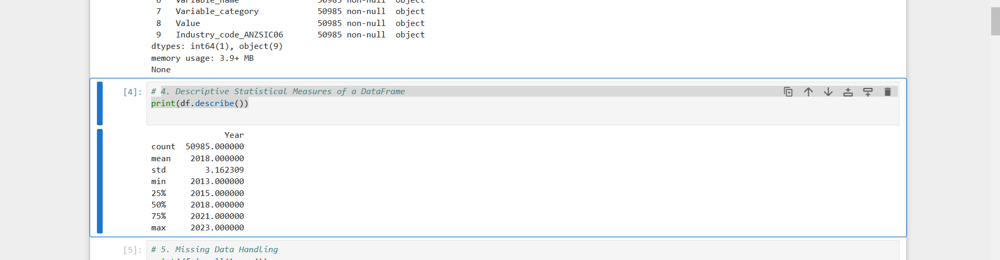 6   Variable_name                50985 non-null  object
7   Variable_category            50985 non-null  object
8   Value                        50985 non-null  object
9   Industry_code_ANZSIC06       50985 non-null  object
dtypes: int64(1), object(9)
memory usage: 3.9+ MB
None
[4]: # 4. Descriptive Statistical Measures of a DataFrame
print(df.describe())
Year
count  50985.000000
mean    2018.000000
std        3.162309
min     2013.000000
25%     2015.000000
50%     2018.000000
75%     2021.000000
max     2023.000000
[5]: # 5. Missing Data Handling